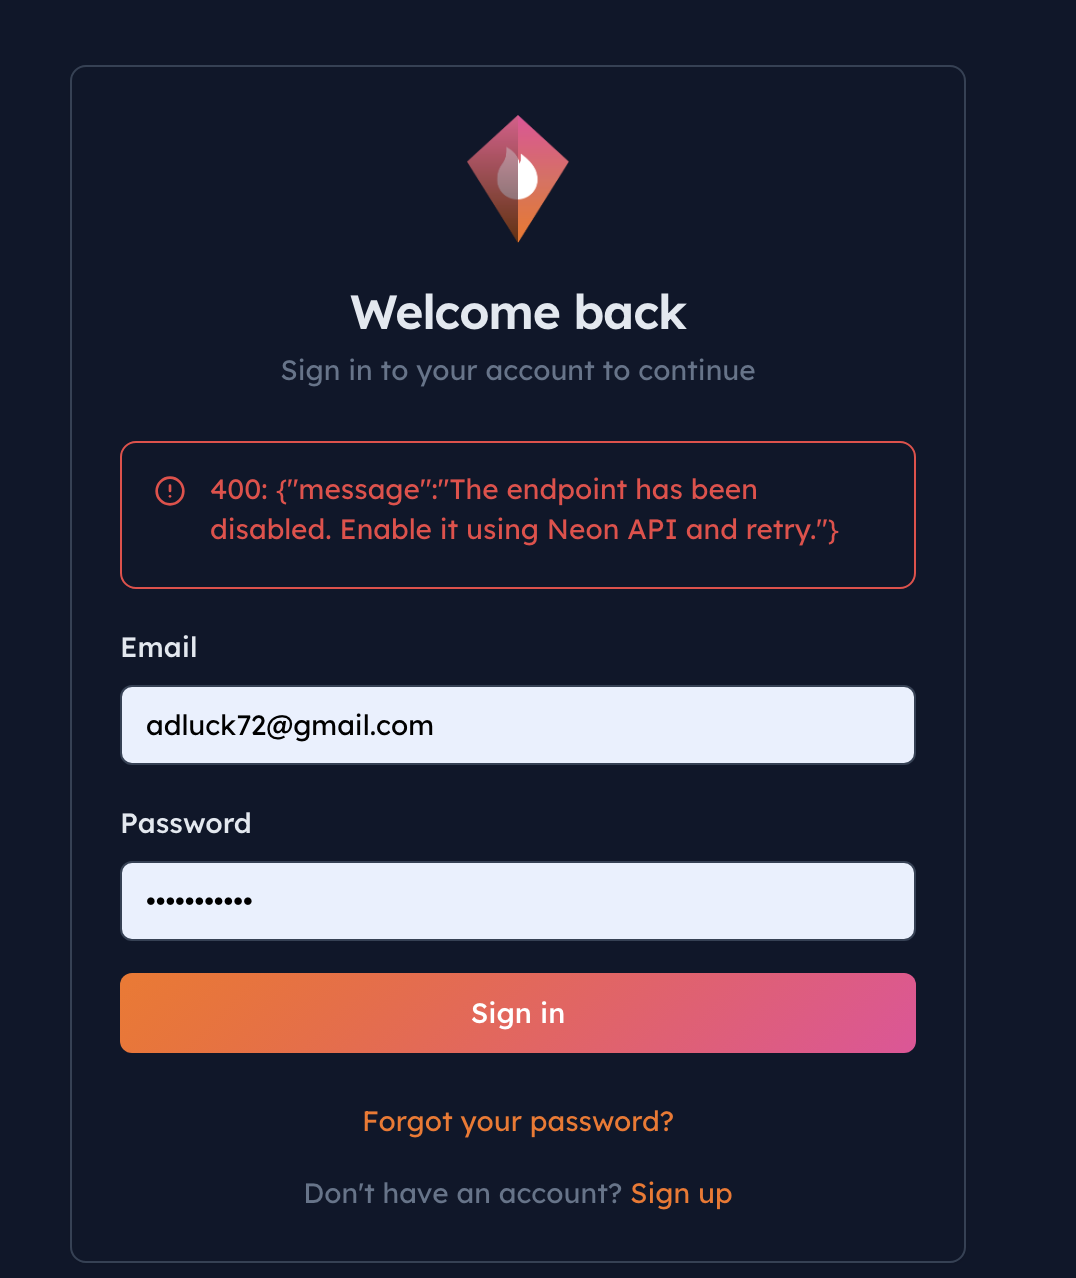 Welcome back
Sign in to your account to continue
400: {"message":"The endpoint has been
disabled. Enable it using Neon API and retry."}
Email
adluck72@gmail.com
Password
•••••••••••
Sign in
Forgot your password?
Don't have an account? Sign up